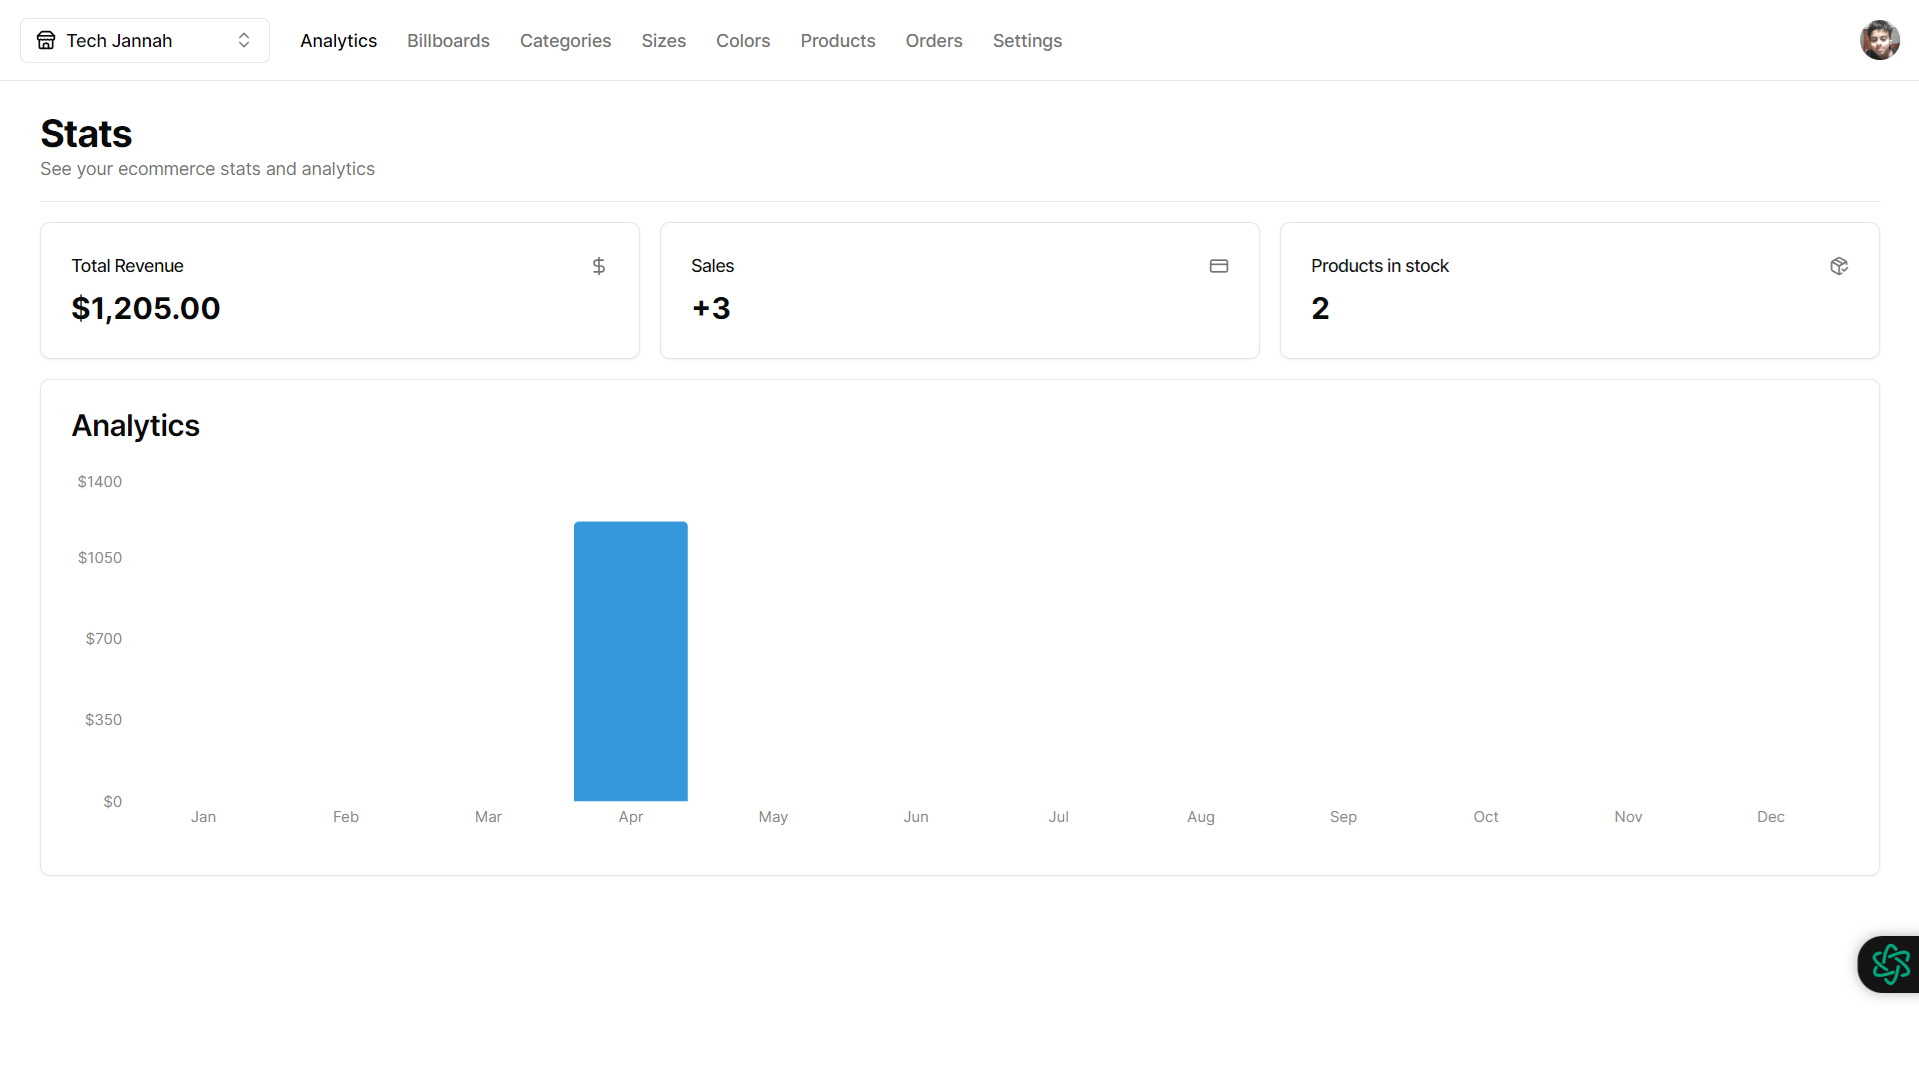 Tech Jannah
Analytics Billboards Categories Sizes Colors Products Orders Settings
Stats
See your ecommerce stats and analytics
Total Revenue
$1,205.00
Sales
+3
Products in stock
2
Analytics
$1400
$1050
$700
$350
$0
Jan Feb Mar Apr May Jun Jul Aug Sep Oct Nov Dec